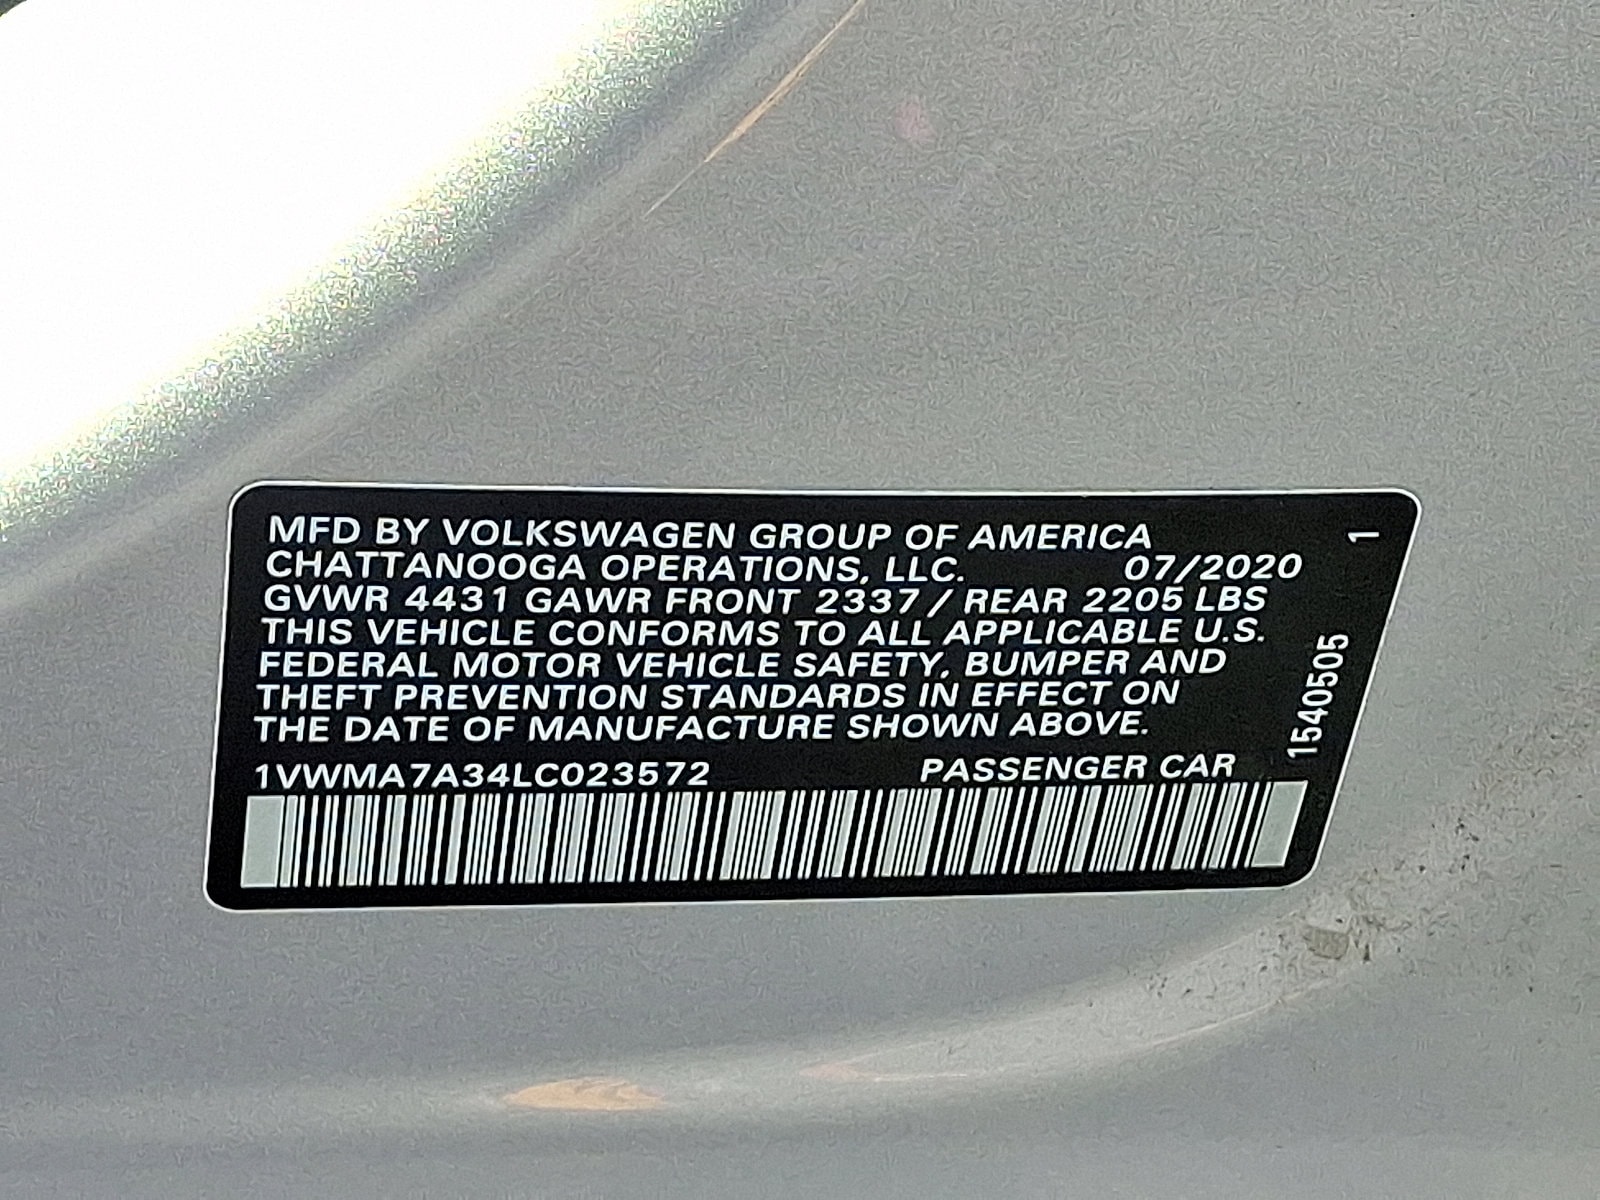 MFD BY VOLKSWAGEN GROUP OF AMERICA
CHATTANOOGA OPERATIONS, LLC. 07/2020
GVWR 4431 GAWR FRONT 2337 / REAR 2205 LBS
THIS VEHICLE CONFORMS TO ALL APPLICABLE U.S.
FEDERAL MOTOR VEHICLE SAFETY, BUMPER AND
THEFT PREVENTION STANDARDS IN EFFECT ON
THE DATE OF MANUFACTURE SHOWN ABOVE.
1VWMA7A34LC023572 PASSENGER CAR
1540505 1